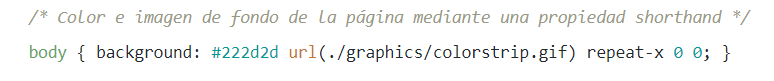 /* Color e imagen de fondo de la página mediante una propiedad shorthand */
body { background: #222d2d url(./graphics/colorstrip.gif) repeat-x 0 0; }